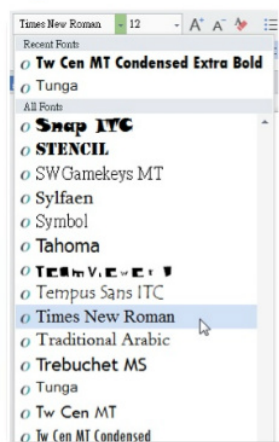 Times New Roman 12 A+ A-
Recent Fonts
Tw Cen MT Condensed Extra Bold
Tunga
All Fonts
Snap ITC
STENCIL
SWGamekeys MT
Sylfaen
Symbol
Tahoma
TeamViewer
Tempus Sans ITC
Times New Roman
Traditional Arabic
Trebuchet MS
Tunga
Tw Cen MT
Tw Cen MT Condensed